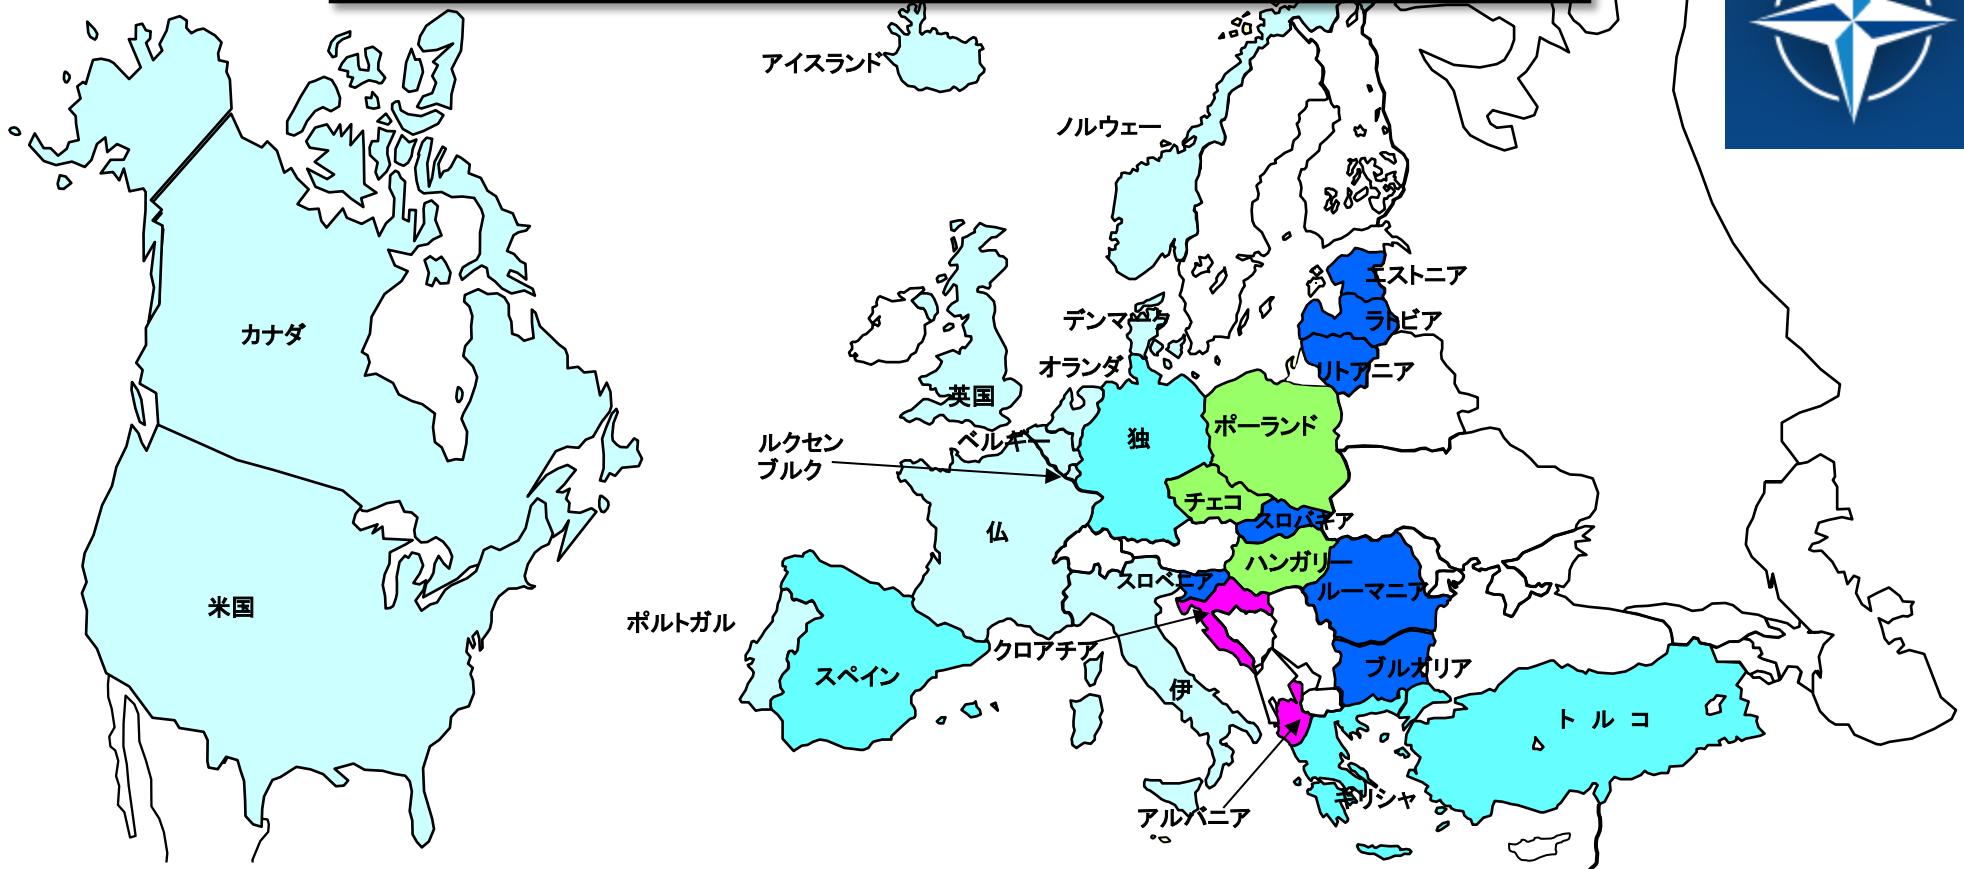 アイスランド
ノルウェー
エストニア
カナダ
デンマーク
ラトビア
オランダ
リトアニア
英国
ポーランド
ルクセン
ブルク
ベルギー
独
チェコ
スロバキア
仏
ハンガリー
スロベニア
ルーマニア
米国
ポルトガル
クロアチア
ブルガリア
スペイン
伊
トルコ
ギリシャ
アルバニア